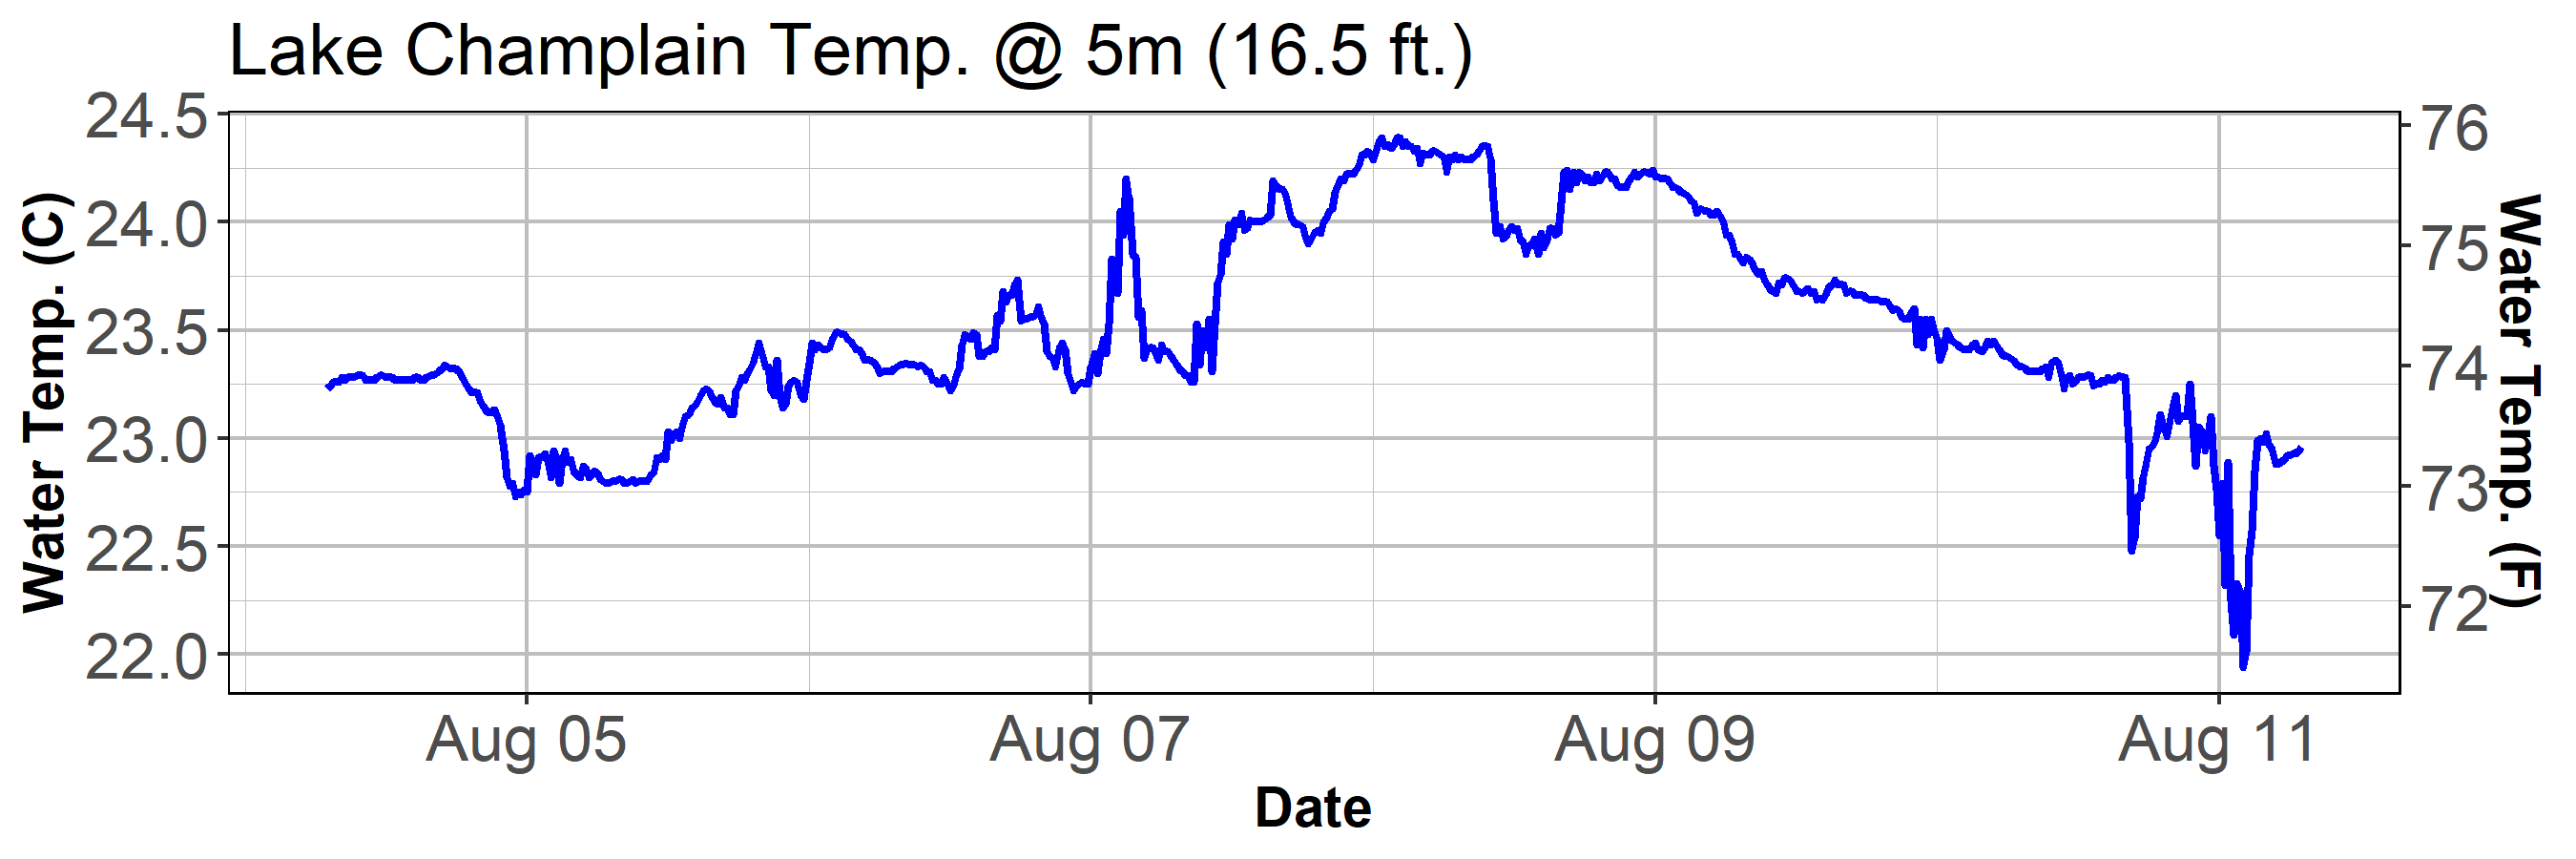 Lake Champlain Temp. @ 5m (16.5 ft.)
Water Temp. (C)
24.5
24.0
23.5
23.0
22.5
22.0
76
75
74
73
72
Water Temp. (F)
Aug 05 Aug 07 Aug 09 Aug 11
Date